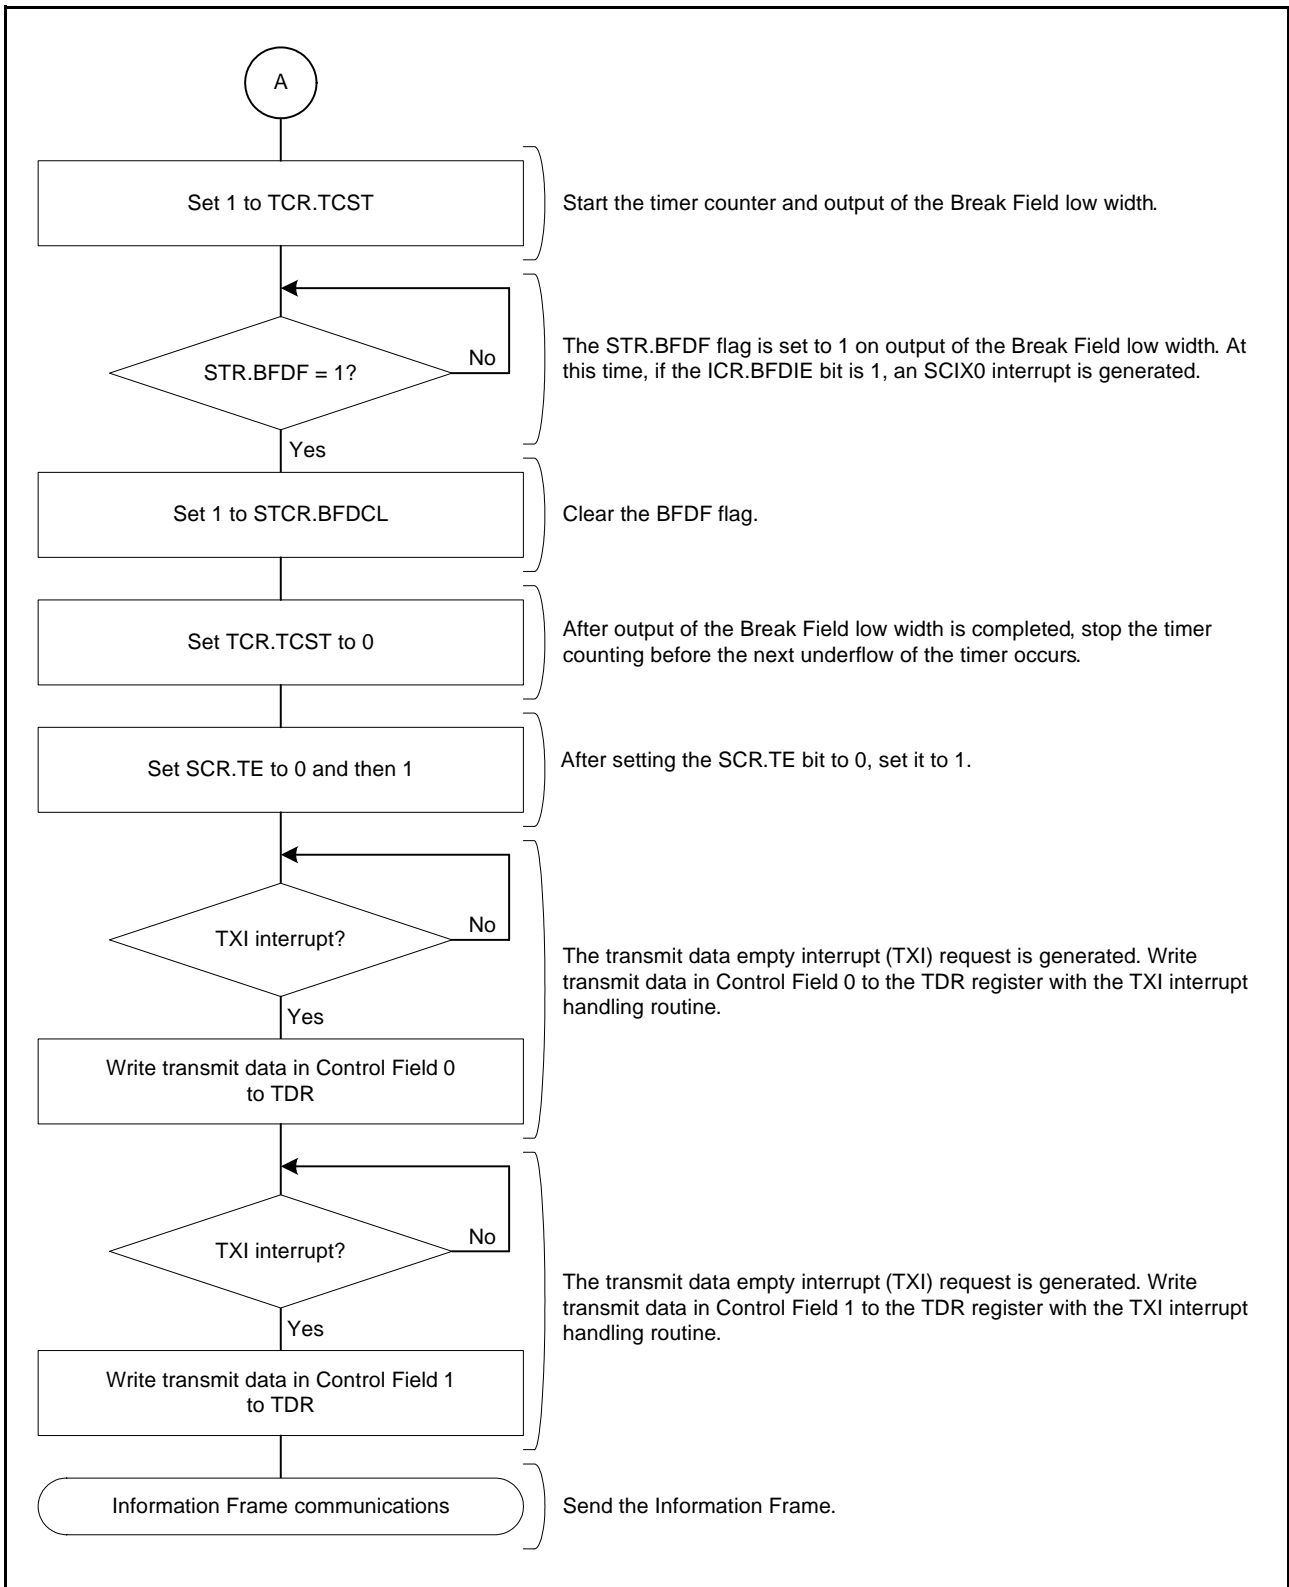 A
Set 1 to TCR.TCST
Start the timer counter and output of the Break Field low width.
STR.BFDF = 1?
No
The STR.BFDF flag is set to 1 on output of the Break Field low width. At
this time, if the ICR.BFDIE bit is 1, an SCIX0 interrupt is generated.
Yes
Set 1 to STCR.BFDCL
Clear the BFDF flag.
Set TCR.TCST to 0
After output of the Break Field low width is completed, stop the timer
counting before the next underflow of the timer occurs.
Set SCR.TE to 0 and then 1
After setting the SCR.TE bit to 0, set it to 1.
TXI interrupt?
No
The transmit data empty interrupt (TXI) request is generated. Write
transmit data in Control Field 0 to the TDR register with the TXI interrupt
handling routine.
Yes
Write transmit data in Control Field 0
to TDR
TXI interrupt?
No
The transmit data empty interrupt (TXI) request is generated. Write
transmit data in Control Field 1 to the TDR register with the TXI interrupt
handling routine.
Yes
Write transmit data in Control Field 1
to TDR
Information Frame communications
Send the Information Frame.